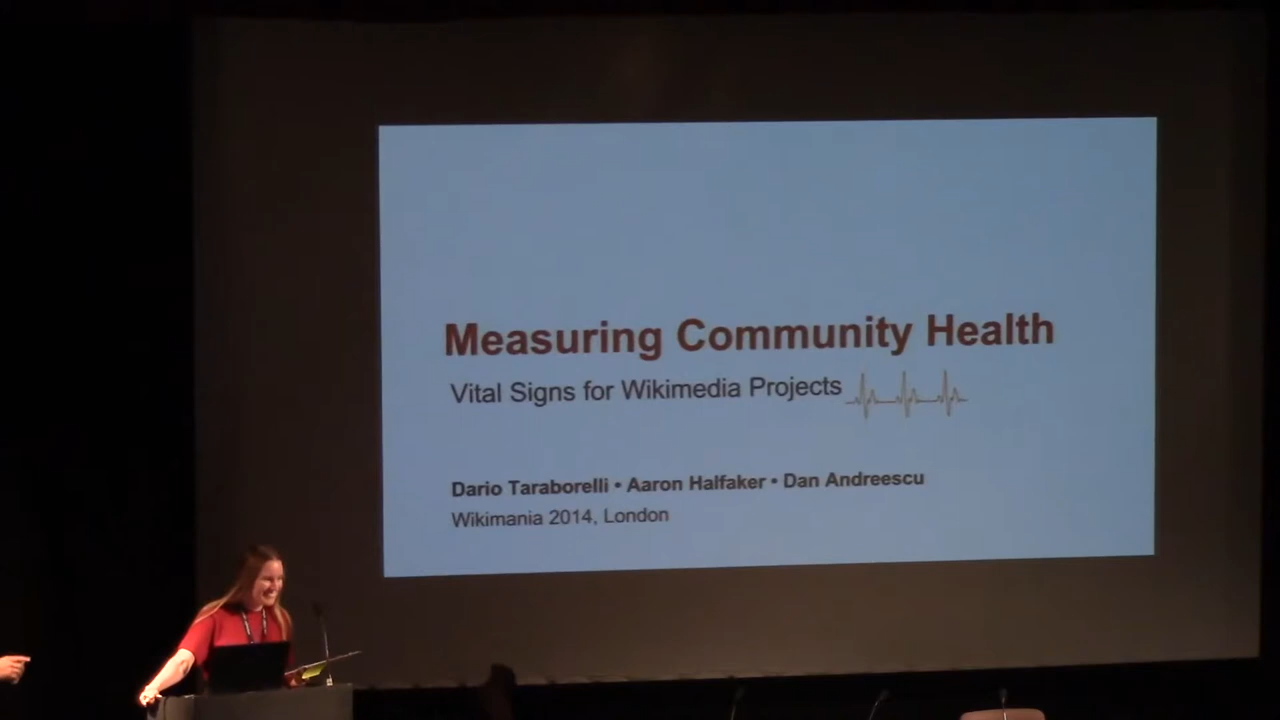 Measuring Community Health
Vital Signs for Wikimedia Projects
Dario Taraborelli • Aaron Halfaker • Dan Andreescu
Wikimania 2014, London